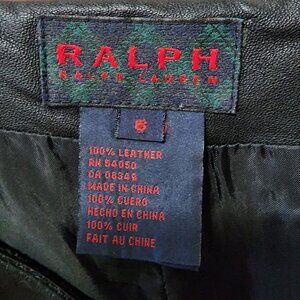 RALPH
RALPH LAUREN
6
100% LEATHER
RN 54050
CA 08349
MADE IN CHINA
100% CUERO
HECHO EN CHINA
100% CUIR
FAIT AU CHINE